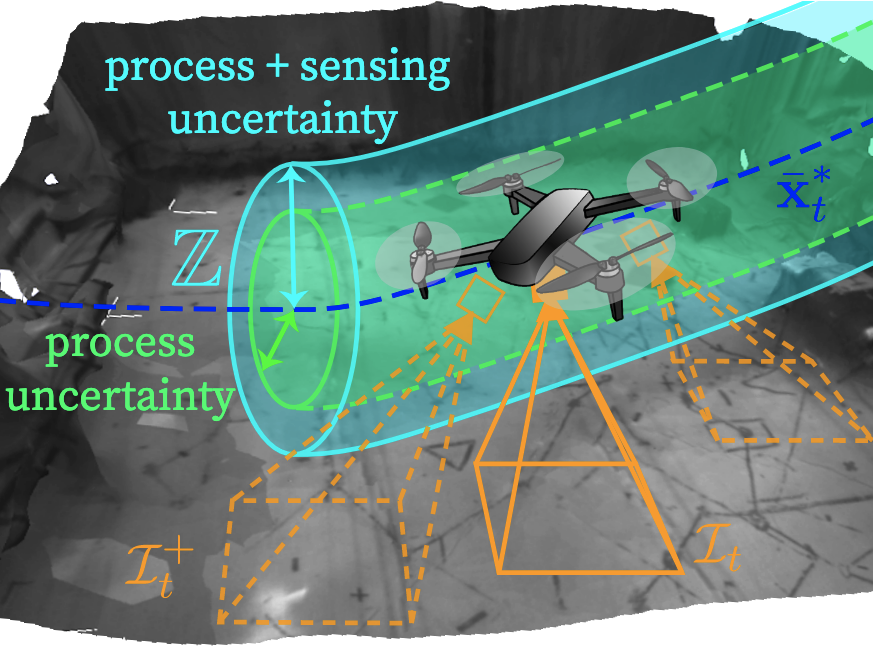 process + sensing
uncertainty
x̄*ₜ
ℤ
process
uncertainty
ℐ⁺ₜ
ℐₜ